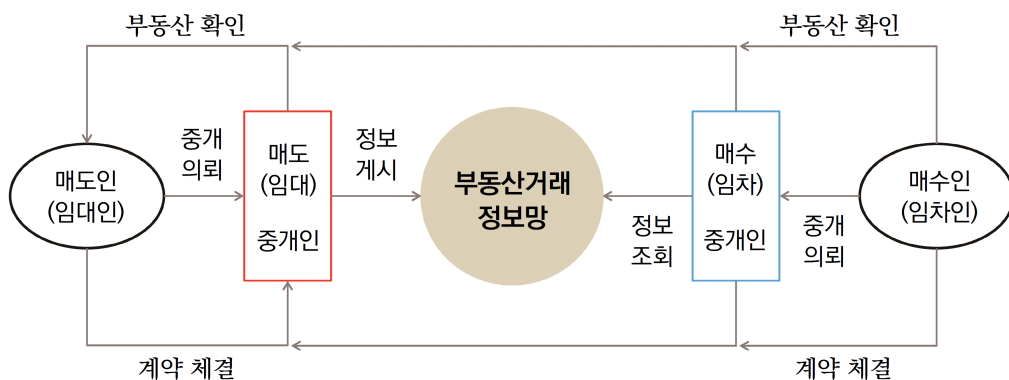 부동산 확인
부동산 확인
매도인
(임대인)
중개
의뢰
매도
(임대)
중개인
정보
게시
부동산거래
정보망
정보
조회
매수
(임차)
중개인
중개
의뢰
매수인
(임차인)
계약 체결
계약 체결